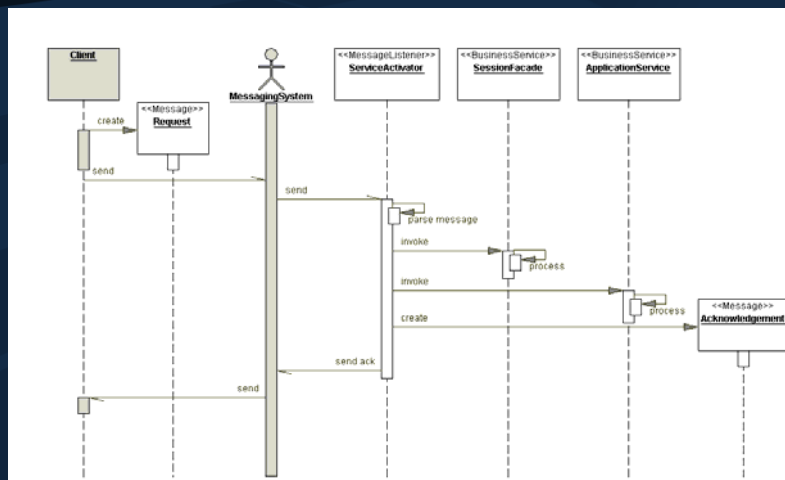 Client
<<Message>>
Request
MessagingSystem
<<MessageListener>>
ServiceActivator
<<BusinessService>>
SessionFacade
<<BusinessService>>
ApplicationService
create
send
send
parse message
invoke
process
invoke
process
create
<<Message>>
Acknowledgement
send ack
send